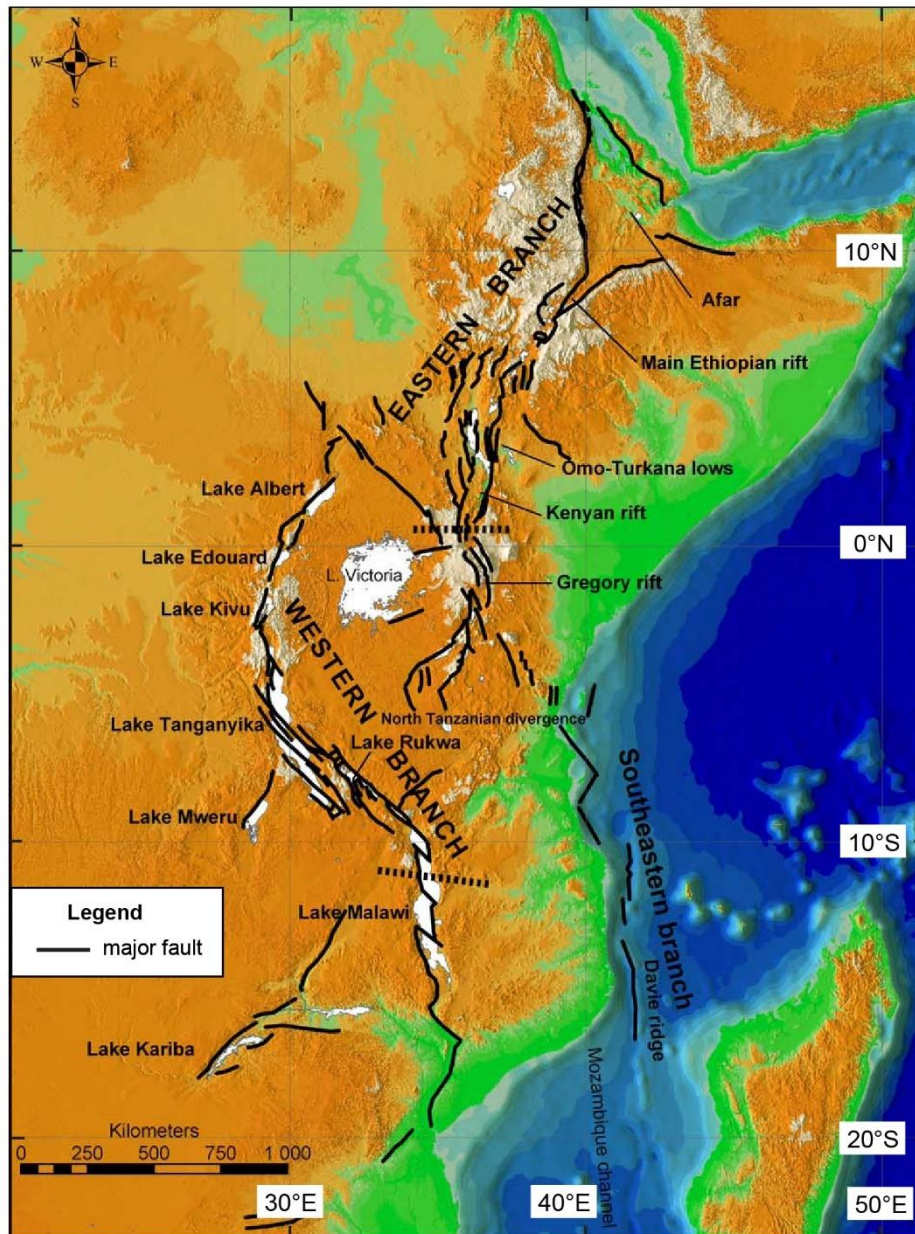 N
W E
S
EASTERN BRANCH
10°N
Afar
Main Ethiopian rift
Omo-Turkana lows
Lake Albert
Kenyan rift
Lake Edouard
0°N
L. Victoria
Gregory rift
Lake Kivu
WESTERN BRANCH
North Tanzanian divergence
Lake Tanganyika
Lake Rukwa
Southeastern branch
Lake Mweru
10°S
Legend
major fault
Lake Malawi
Davie ridge
Lake Kariba
Mozambique channel
Kilometers
0 250 500 750 1 000
20°S
30°E
40°E
50°E